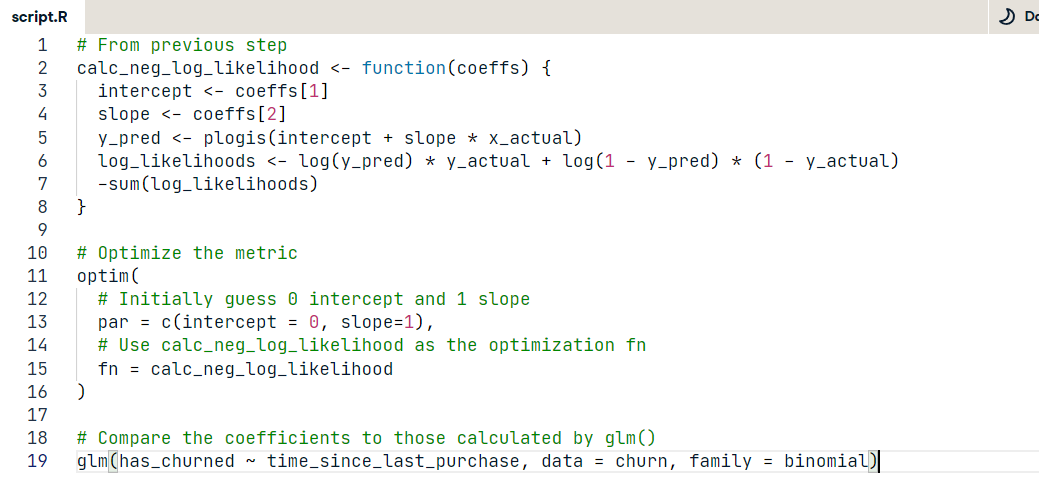 script.R
1 # From previous step
2 calc_neg_log_likelihood <- function(coeffs) {
3   intercept <- coeffs[1]
4   slope <- coeffs[2]
5   y_pred <- plogis(intercept + slope * x_actual)
6   log_likelihoods <- log(y_pred) * y_actual + log(1 - y_pred) * (1 - y_actual)
7   -sum(log_likelihoods)
8 }
9
10 # Optimize the metric
11 optim(
12   # Initially guess 0 intercept and 1 slope
13   par = c(intercept = 0, slope=1),
14   # Use calc_neg_log_likelihood as the optimization fn
15   fn = calc_neg_log_likelihood
16 )
17
18 # Compare the coefficients to those calculated by glm()
19 glm(has_churned ~ time_since_last_purchase, data = churn, family = binomial)